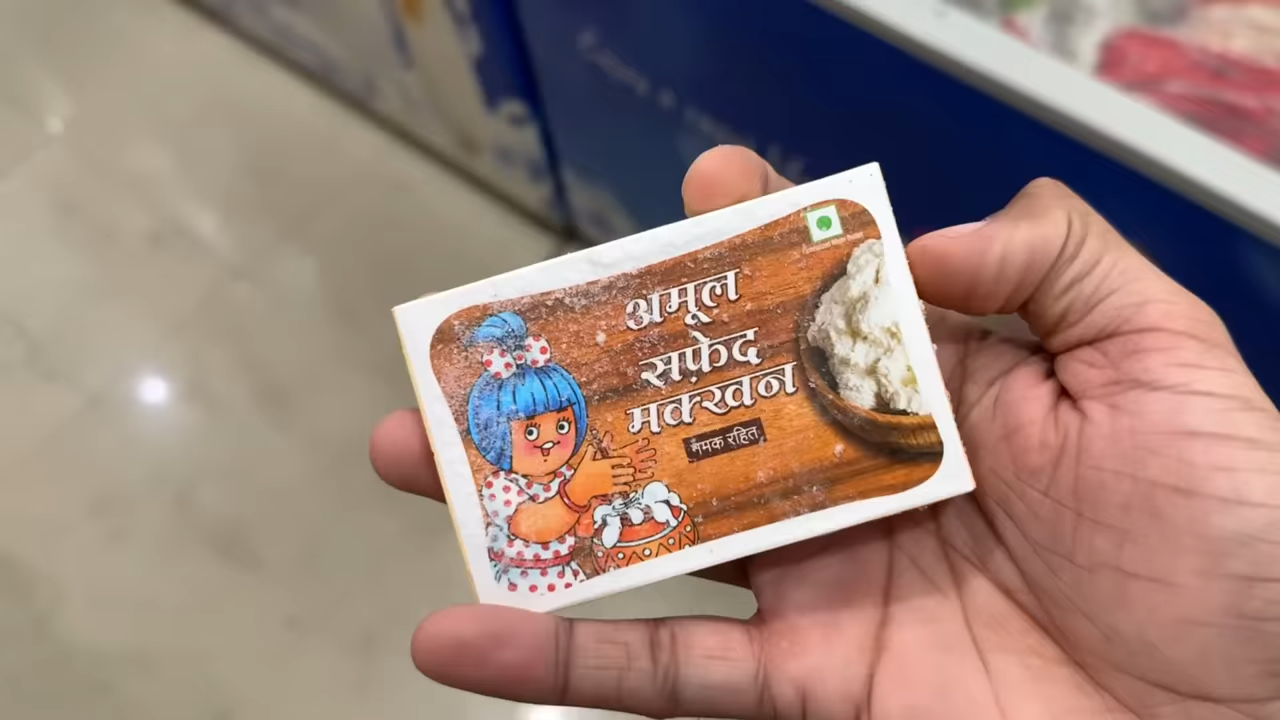 अमूल
सफ़ेद
मक्खन
नमक रहित